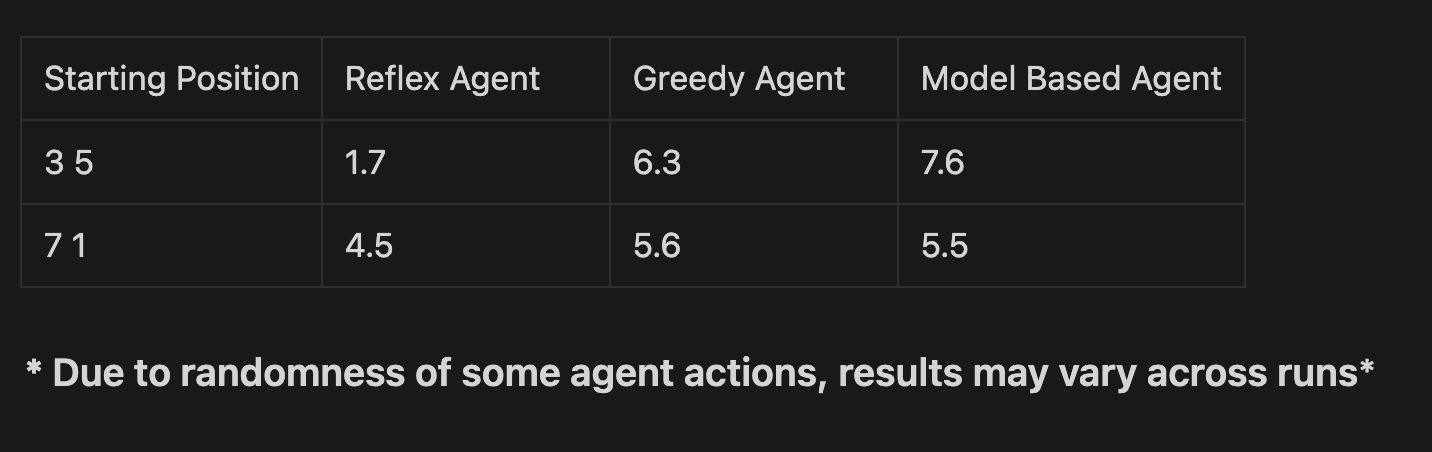 Starting Position Reflex Agent Greedy Agent Model Based Agent
3 5 1.7 6.3 7.6
7 1 4.5 5.6 5.5
* Due to randomness of some agent actions, results may vary across runs*